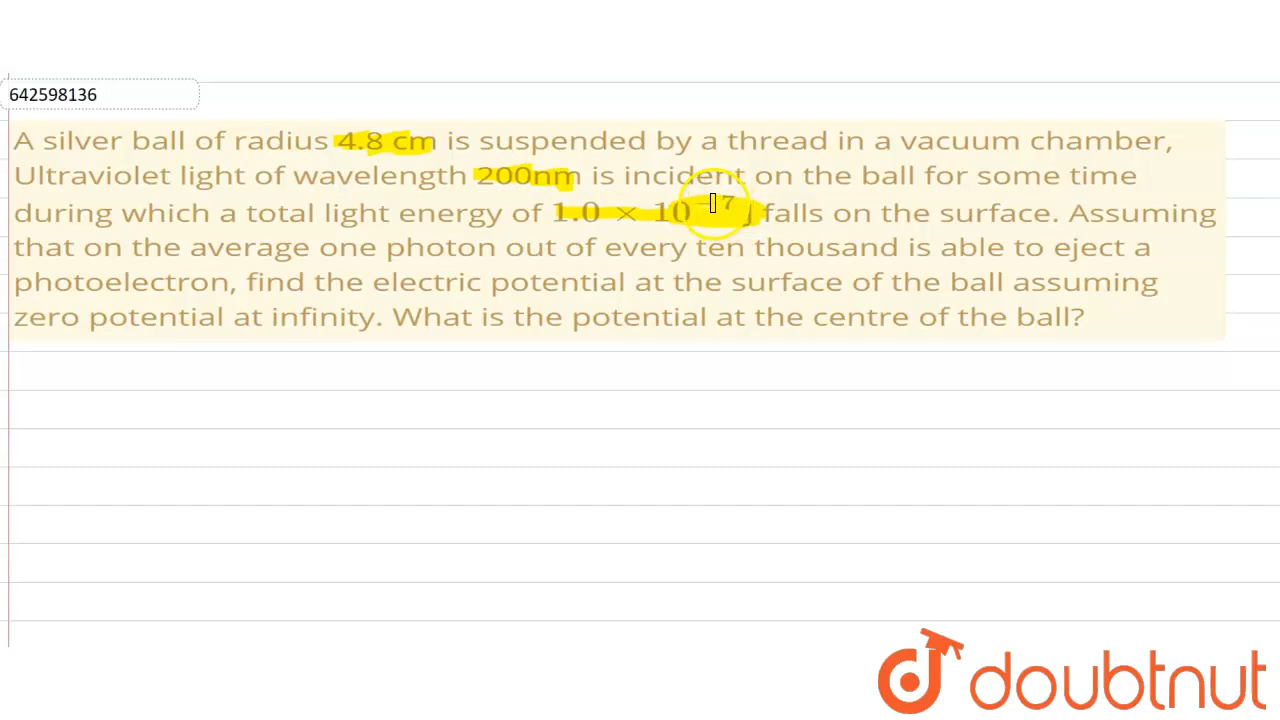 642598136
A silver ball of radius 4.8 cm is suspended by a thread in a vacuum chamber,
Ultraviolet light of wavelength 200nm is incident on the ball for some time
during which a total light energy of 1.0 × 10⁻⁷ j falls on the surface. Assuming
that on the average one photon out of every ten thousand is able to eject a
photoelectron, find the electric potential at the surface of the ball assuming
zero potential at infinity. What is the potential at the centre of the ball?
doubtnut